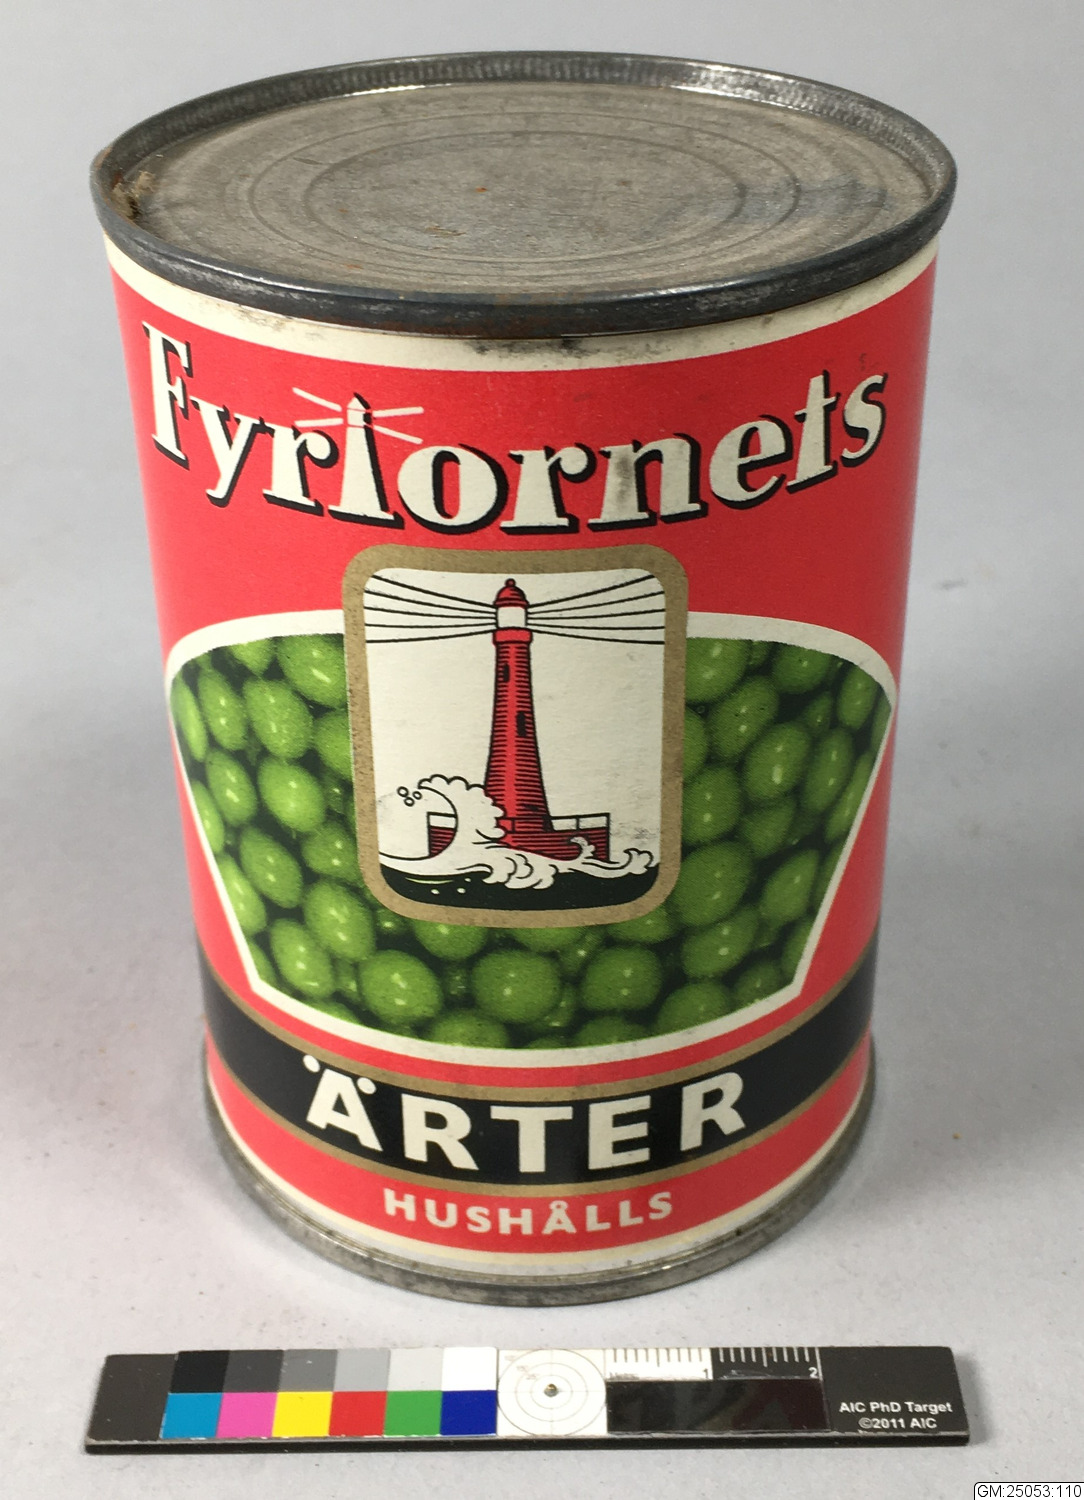 Fyrtornets
ÄRTER
HUSHÅLLS
1 2
AIC PhD Target
©2011 AIC
GM:25053:110